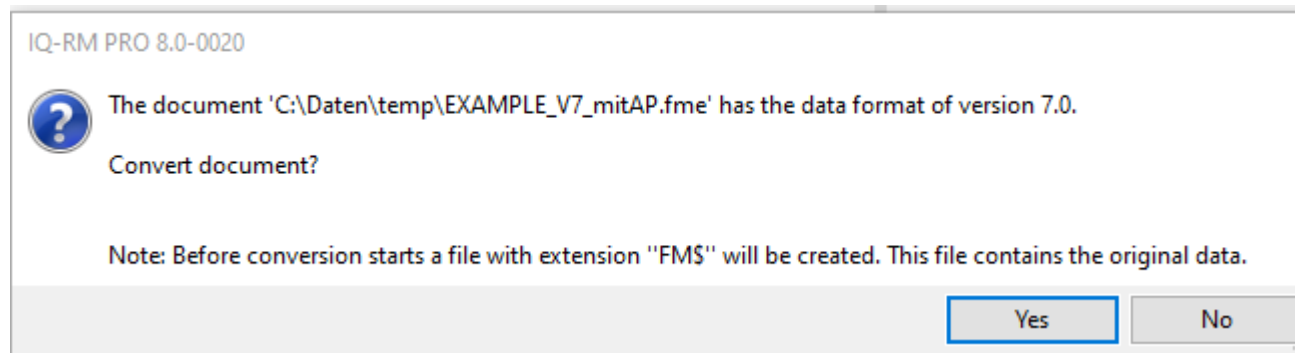 IQ-RM PRO 8.0-0020
The document 'C:\Daten\temp\EXAMPLE_V7_mitAP.fme' has the data format of version 7.0.
Convert document?
Note: Before conversion starts a file with extension ''FM$'' will be created. This file contains the original data.
Yes No